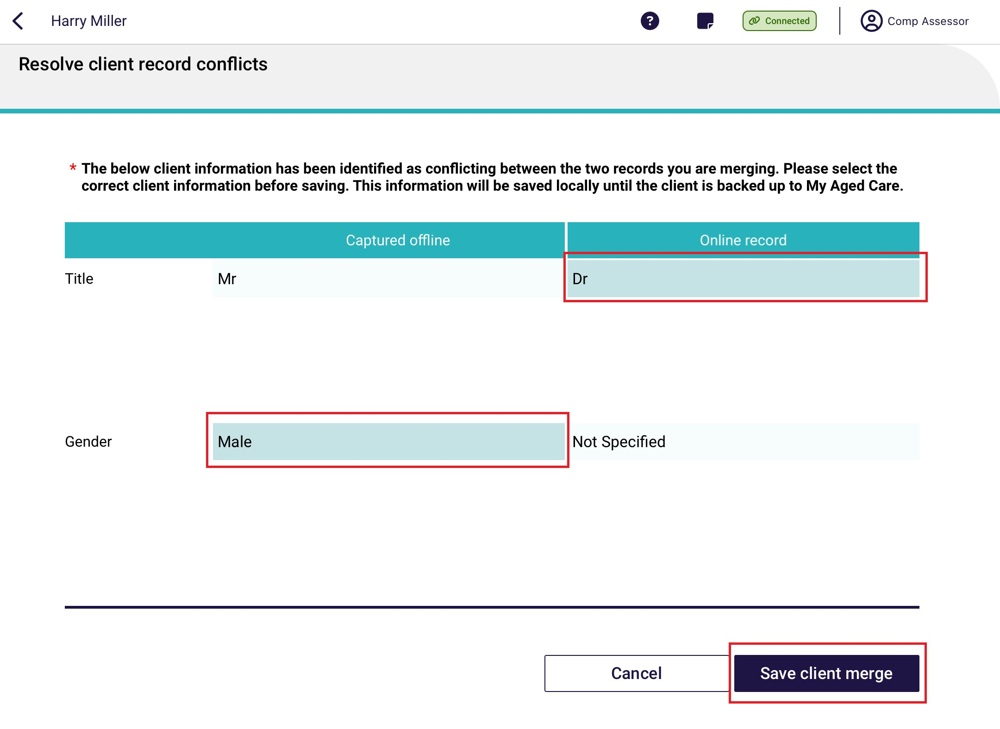 Harry Miller
?
Connected
Comp Assessor
Resolve client record conflicts
* The below client information has been identified as conflicting between the two records you are merging. Please select the
correct client information before saving. This information will be saved locally until the client is backed up to My Aged Care.
Captured offline
Online record
Title
Mr
Dr
Gender
Male
Not Specified
Cancel
Save client merge